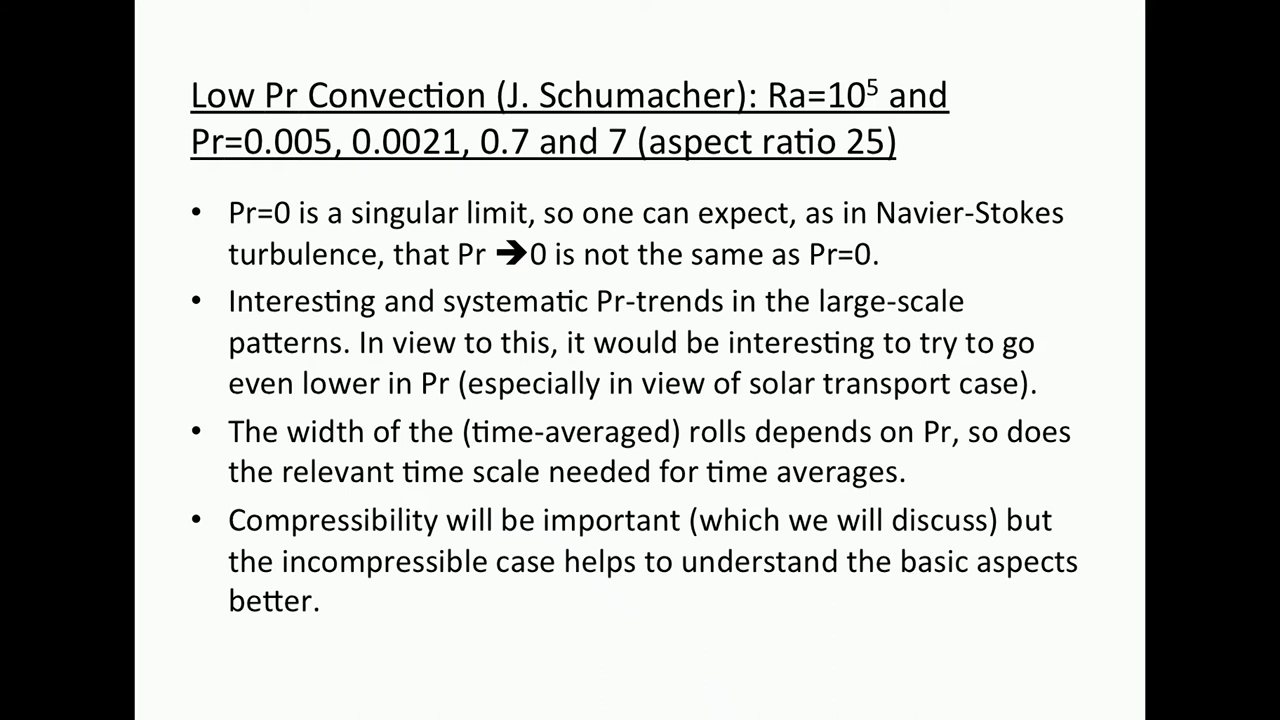 Low Pr Convection (J. Schumacher): Ra=10⁵ and
Pr=0.005, 0.0021, 0.7 and 7 (aspect ratio 25)
• Pr=0 is a singular limit, so one can expect, as in Navier-Stokes
turbulence, that Pr ➔0 is not the same as Pr=0.
• Interesting and systematic Pr-trends in the large-scale
patterns. In view to this, it would be interesting to try to go
even lower in Pr (especially in view of solar transport case).
• The width of the (time-averaged) rolls depends on Pr, so does
the relevant time scale needed for time averages.
• Compressibility will be important (which we will discuss) but
the incompressible case helps to understand the basic aspects
better.